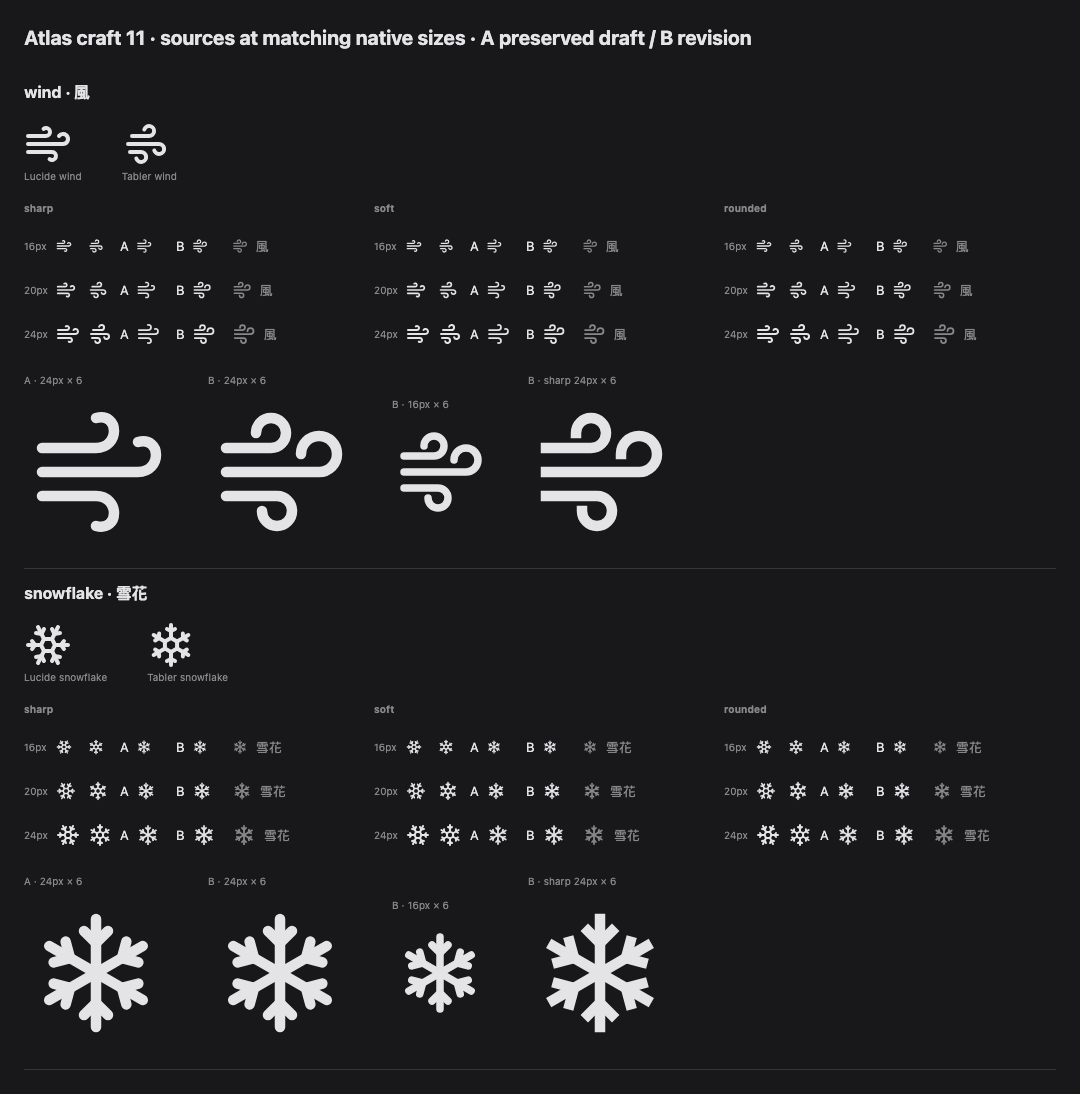 Atlas craft 11 · sources at matching native sizes · A preserved draft / B revision
wind · 風
Lucide wind Tabler wind
sharp soft rounded
16px A B 風 16px A B 風 16px A B 風
20px A B 風 20px A B 風 20px A B 風
24px A B 風 24px A B 風 24px A B 風
A · 24px × 6 B · 24px × 6 B · sharp 24px × 6
B · 16px × 6
snowflake · 雪花
Lucide snowflake Tabler snowflake
sharp soft rounded
16px A B 雪花 16px A B 雪花 16px A B 雪花
20px A B 雪花 20px A B 雪花 20px A B 雪花
24px A B 雪花 24px A B 雪花 24px A B 雪花
A · 24px × 6 B · 24px × 6 B · sharp 24px × 6
B · 16px × 6